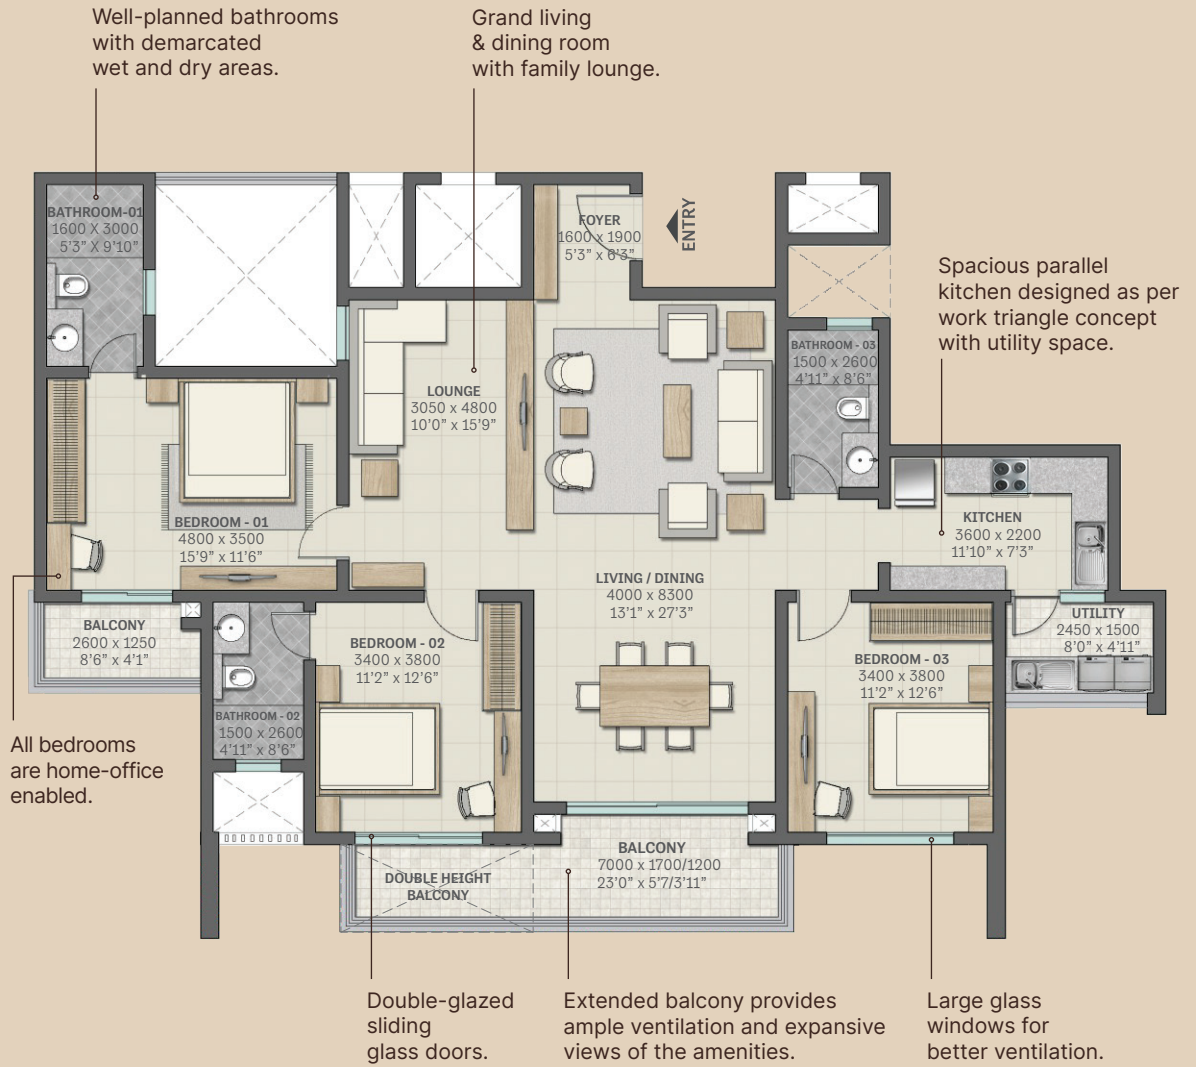 Well-planned bathrooms
with demarcated
wet and dry areas.
Grand living
& dining room
with family lounge.
BATHROOM-01
1600 X 3000
5'3" X 9'10"
FOYER
1600 x 1900
5'3" x 6'3"
ENTRY
Spacious parallel
kitchen designed as per
work triangle concept
with utility space.
BATHROOM - 03
1500 x 2600
4'11" x 8'6"
LOUNGE
3050 x 4800
10'0" x 15'9"
BEDROOM - 01
4800 x 3500
15'9" x 11'6"
KITCHEN
3600 x 2200
11'10" x 7'3"
LIVING / DINING
4000 x 8300
13'1" x 27'3"
BALCONY
2600 x 1250
8'6" x 4'1"
BEDROOM - 02
3400 x 3800
11'2" x 12'6"
BEDROOM - 03
3400 x 3800
11'2" x 12'6"
UTILITY
2450 x 1500
8'0" x 4'11"
BATHROOM - 02
1500 x 2600
4'11" x 8'6"
All bedrooms
are home-office
enabled.
BALCONY
7000 x 1700/1200
23'0" x 5'7/3'11"
DOUBLE HEIGHT
BALCONY
Double-glazed
sliding
glass doors.
Extended balcony provides
ample ventilation and expansive
views of the amenities.
Large glass
windows for
better ventilation.